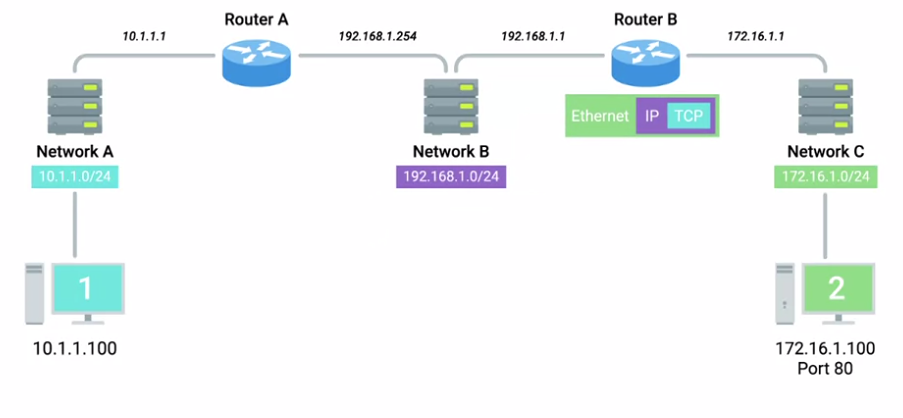 Router A
Router B
10.1.1.1
192.168.1.254
192.168.1.1
172.16.1.1
Ethernet IP TCP
Network A
Network B
Network C
10.1.1.0/24
192.168.1.0/24
172.16.1.0/24
1
2
10.1.1.100
172.16.1.100
Port 80